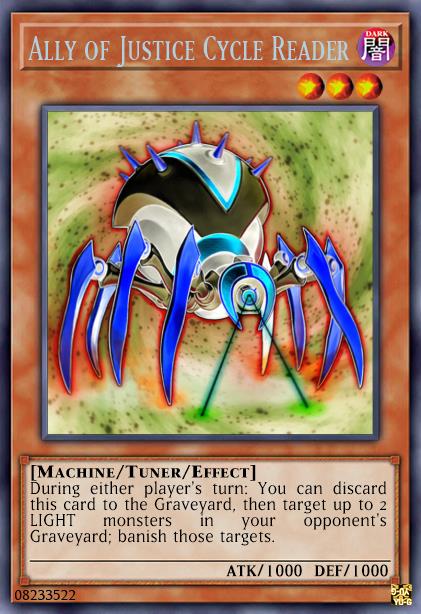 ALLY OF JUSTICE CYCLE READER
DARK
闇
[MACHINE/TUNER/EFFECT]
During either player's turn: You can discard
this card to the Graveyard, then target up to 2
LIGHT monsters in your opponent's
Graveyard; banish those targets.
ATK/1000 DEF/1000
08233522